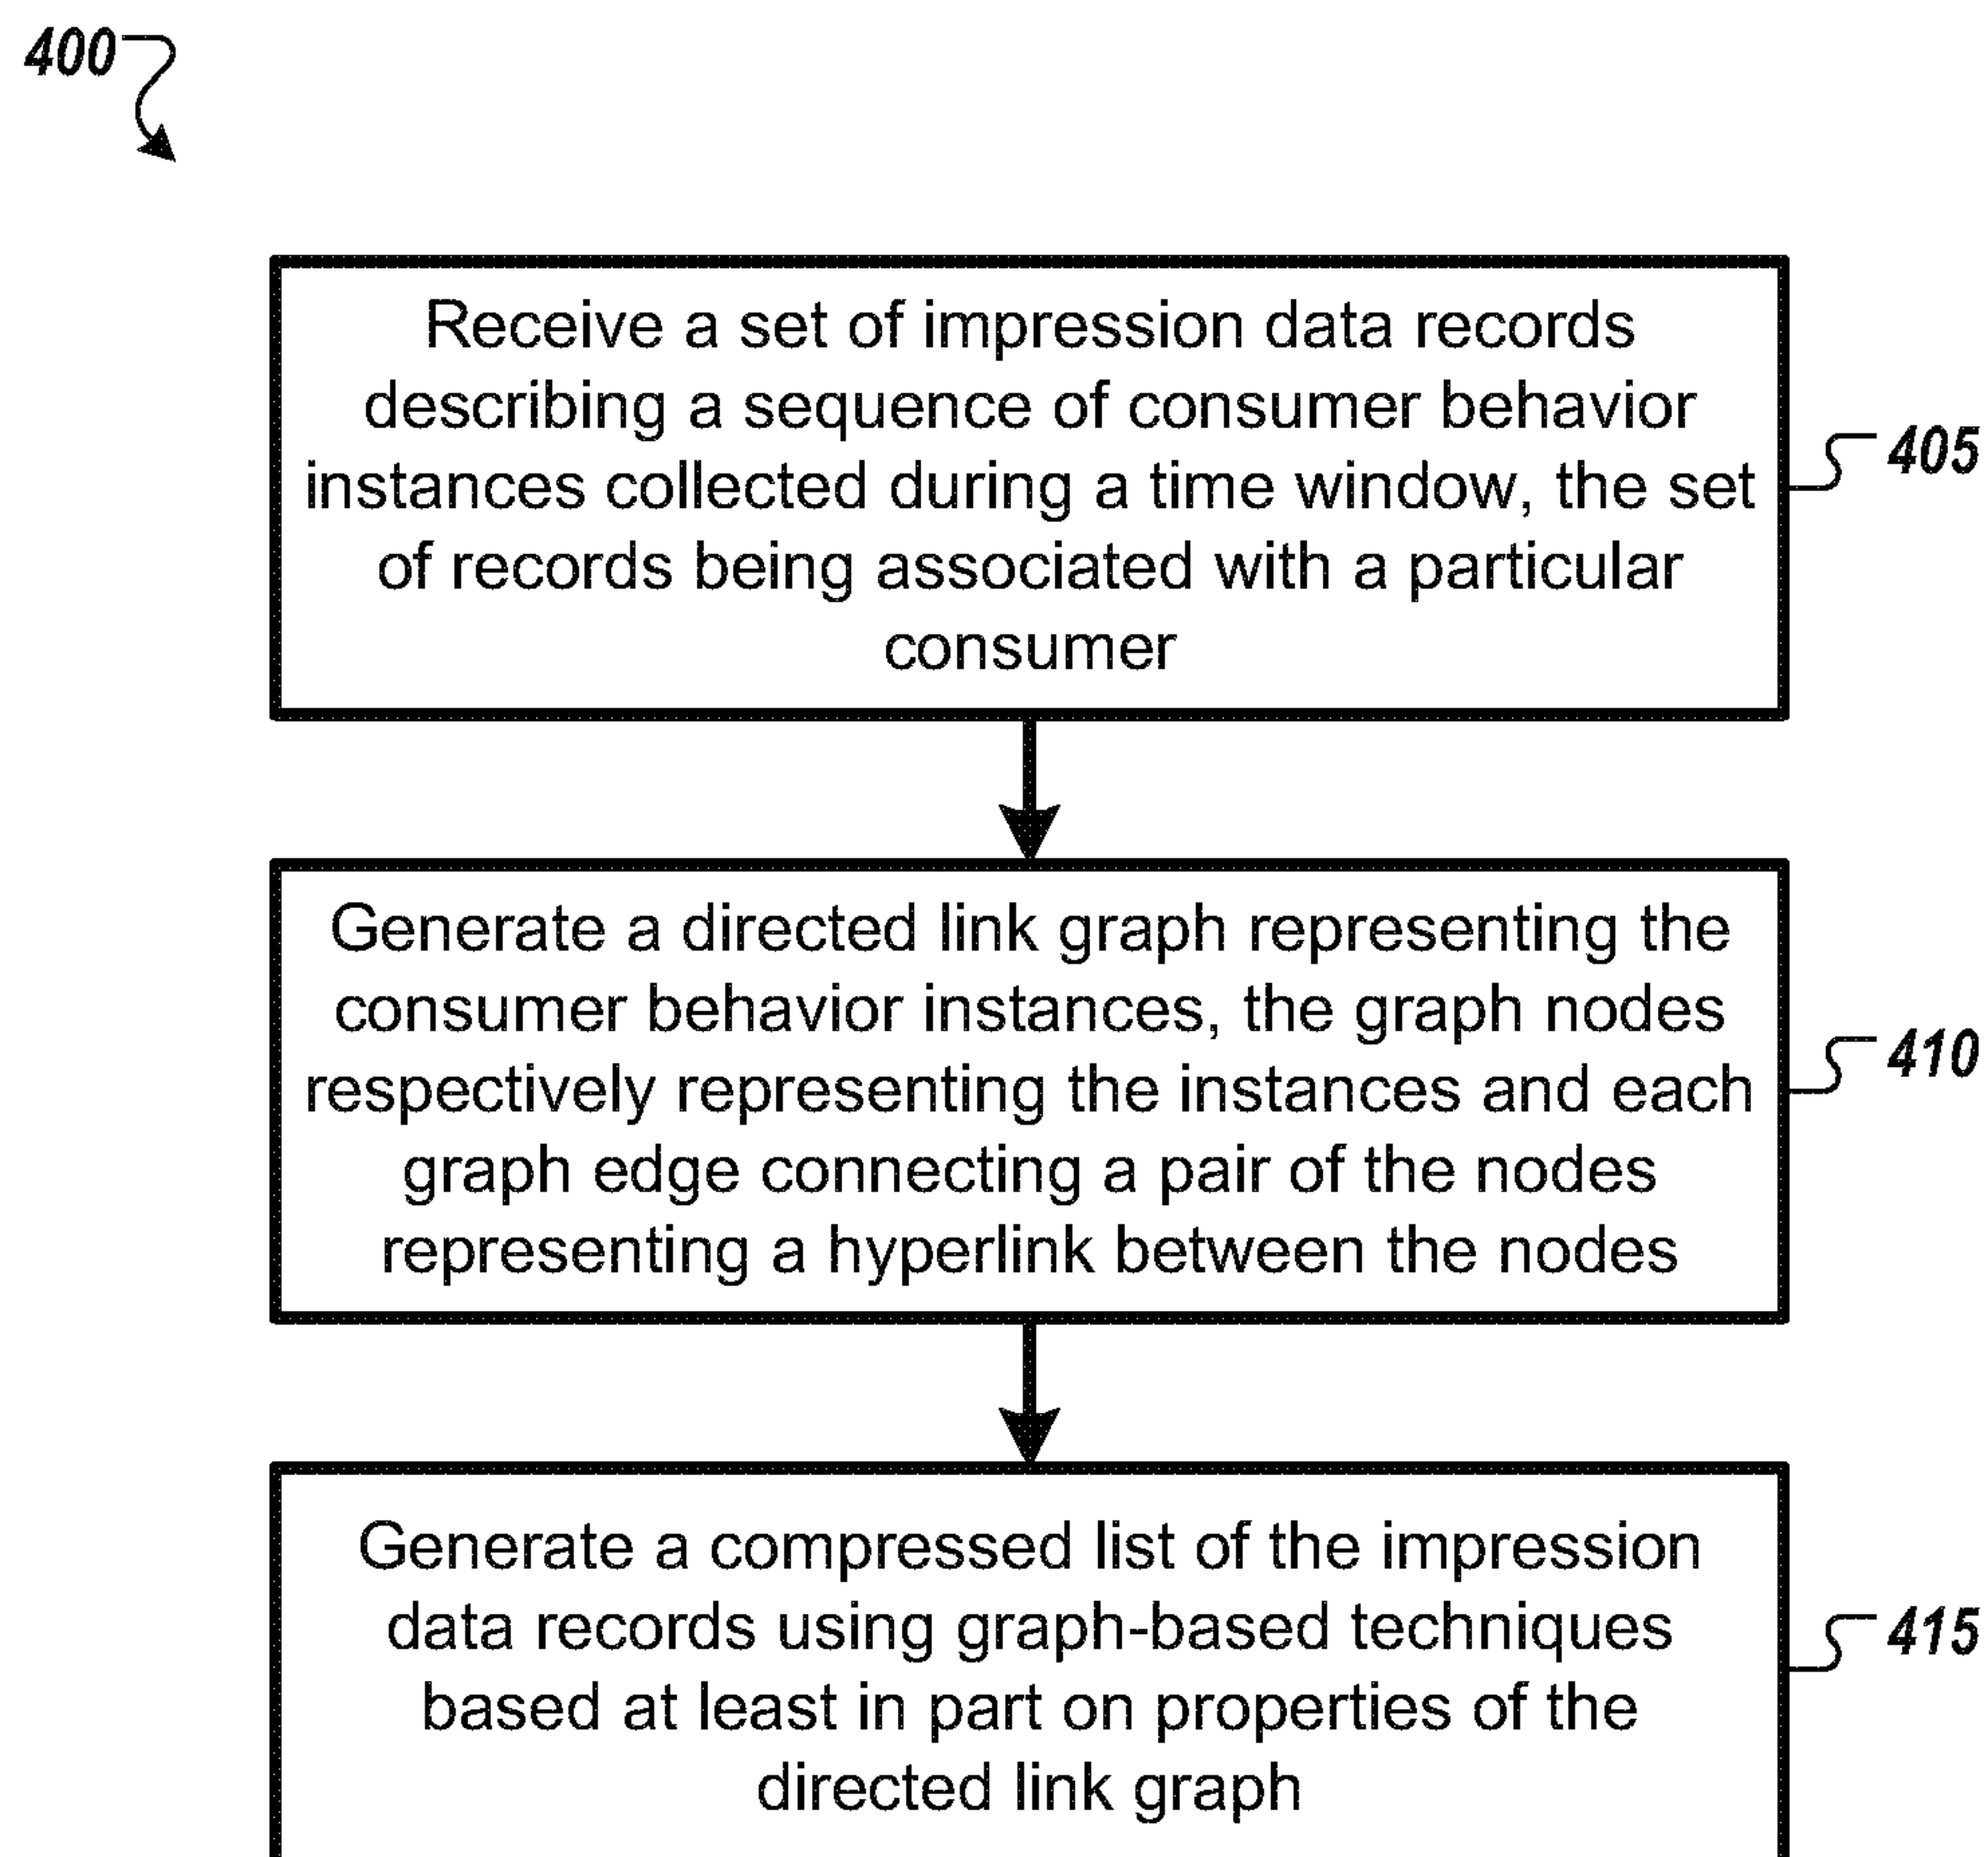 400
Receive a set of impression data records
describing a sequence of consumer behavior
instances collected during a time window, the set
of records being associated with a particular
consumer
405
Generate a directed link graph representing the
consumer behavior instances, the graph nodes
respectively representing the instances and each
graph edge connecting a pair of the nodes
representing a hyperlink between the nodes
410
Generate a compressed list of the impression
data records using graph-based techniques
based at least in part on properties of the
directed link graph
415